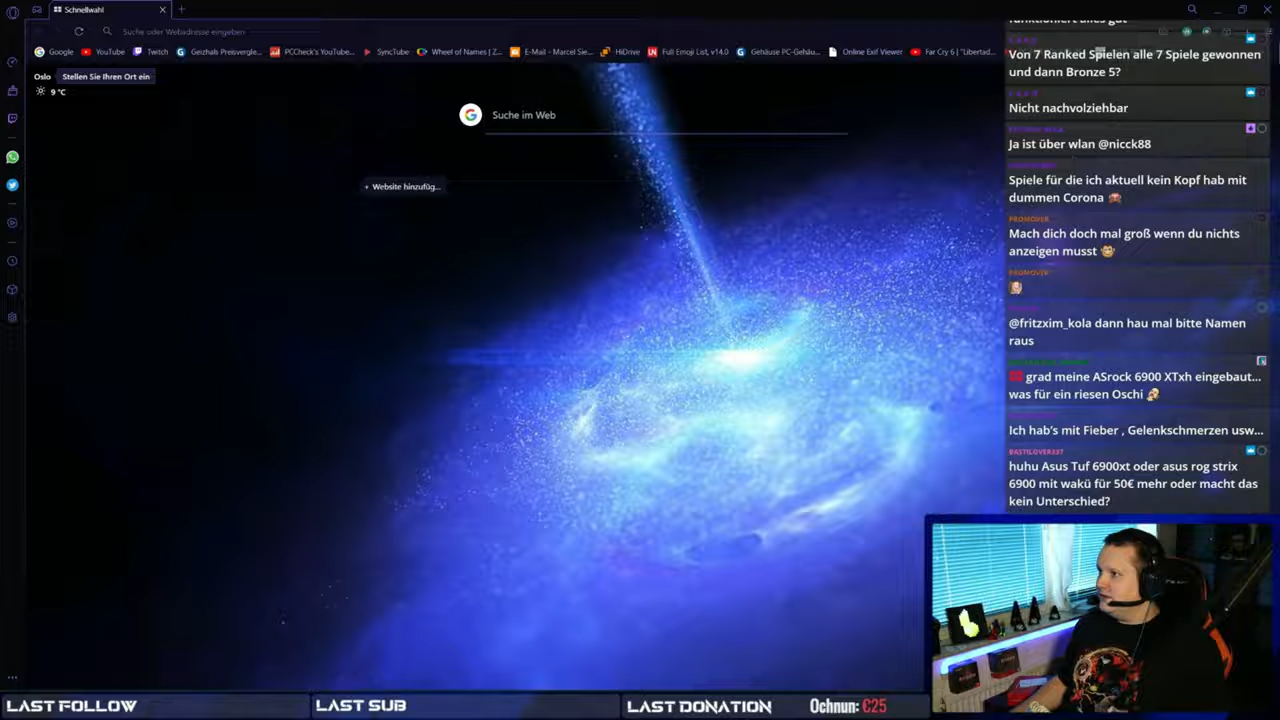 Schnellwahl
Suche oder Webadresse eingeben
Google
YouTube
Twitch
Geizhals Preisvergle...
PCCheck's YouTube...
SyncTube
Wheel of Names | Z...
E-Mail – Marcel Sie...
HiDrive
Full Emoji List, v14.0
Gehäuse PC-Gehäu...
Online Exif Viewer
Far Cry 6 | "Libertad...
Oslo
Stellen Sie Ihren Ort ein
9 °C
Suche im Web
+ Website hinzufüg...
funktioniert alles gut
Von 7 Ranked Spielen alle 7 Spiele gewonnen
und dann Bronze 5?
Nicht nachvolziehbar
Ja ist über wlan @nicck88
Spiele für die ich aktuell kein Kopf hab mit
dummen Corona
PROMOVER
Mach dich doch mal groß wenn du nichts
anzeigen musst
PROMOVER
@fritzxim_kola dann hau mal bitte Namen
raus
grad meine ASrock 6900 XTxh eingebaut...
was für ein riesen Oschi
Ich hab's mit Fieber , Gelenkschmerzen usw...
BASTILOVER337
huhu Asus Tuf 6900xt oder asus rog strix
6900 mit wakü für 50€ mehr oder macht das
kein Unterschied?
LAST FOLLOW
LAST SUB
LAST DONATION
Ochnun: €25